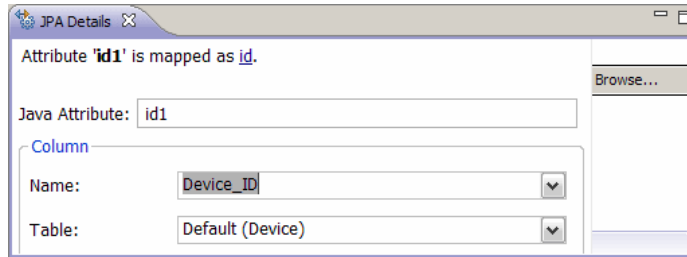 JPA Details
Attribute 'id1' is mapped as id.
Browse...
Java Attribute: id1
Column
Name: Device_ID
Table: Default (Device)